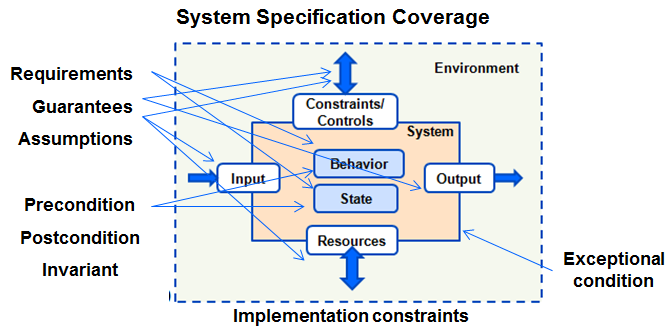 System Specification Coverage
Requirements
Guarantees
Assumptions
Environment
Constraints/
Controls
System
Behavior
Input
Output
State
Precondition
Postcondition
Invariant
Resources
Exceptional
condition
Implementation constraints